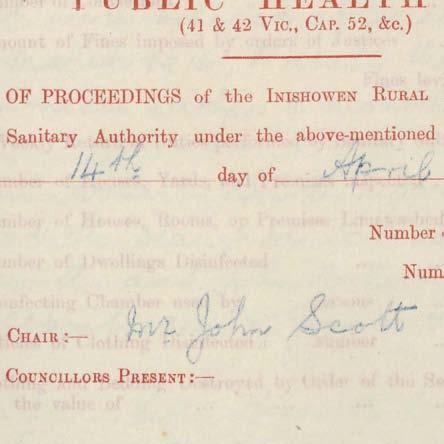 PUBLIC HEALTH
(41 & 42 Vic., Cap. 52, &c.)
OF PROCEEDINGS of the Inishowen Rural
Sanitary Authority under the above-mentioned
14th day of April
Number
Num
Chair:— Mr John Scott
Councillors Present:—